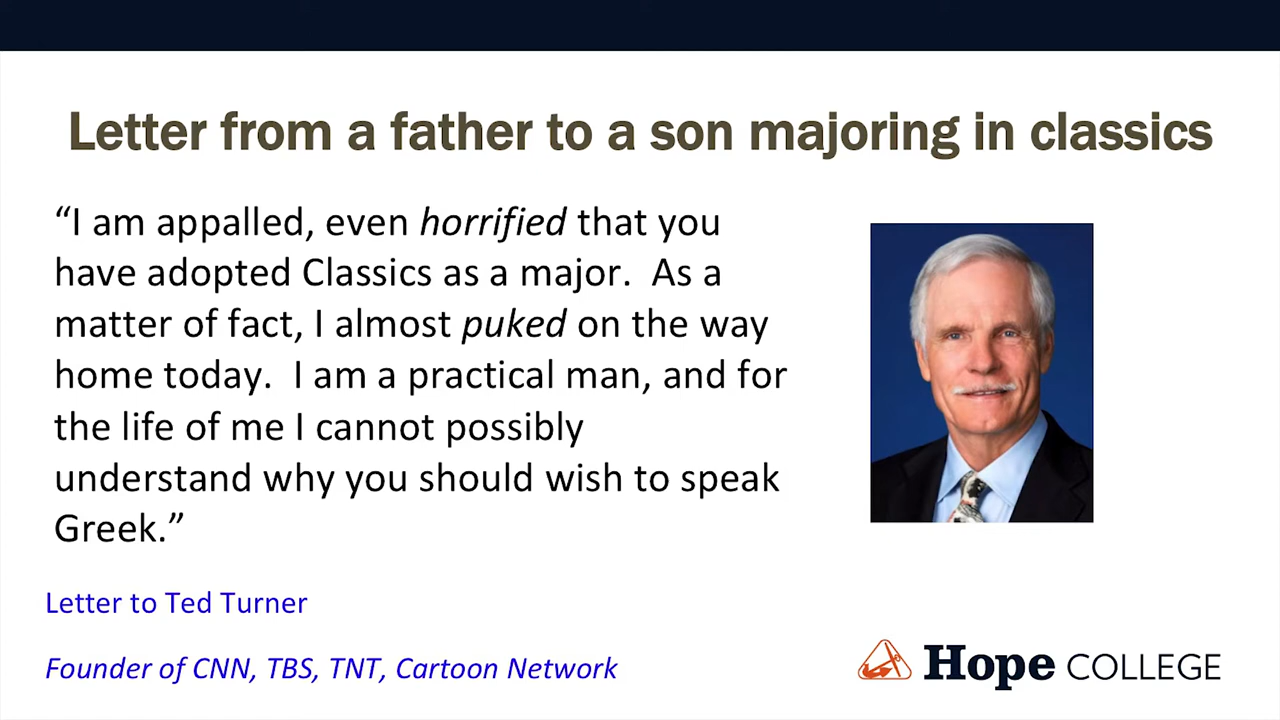 Letter from a father to a son majoring in classics
“I am appalled, even horrified that you
have adopted Classics as a major.  As a
matter of fact, I almost puked on the way
home today.  I am a practical man, and for
the life of me I cannot possibly
understand why you should wish to speak
Greek.”
Letter to Ted Turner
Founder of CNN, TBS, TNT, Cartoon Network
Hope COLLEGE